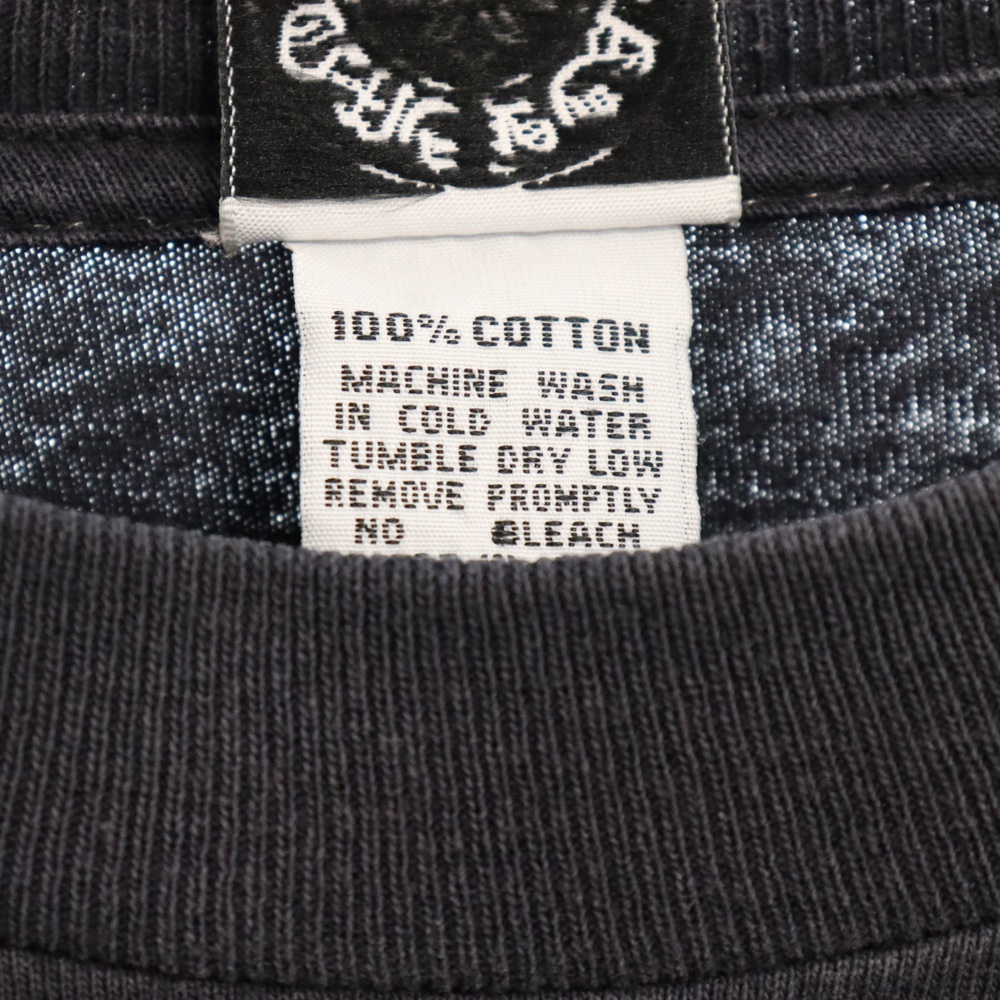 100% COTTON
MACHINE WASH
IN COLD WATER
TUMBLE DRY LOW
REMOVE PROMPTLY
NO BLEACH